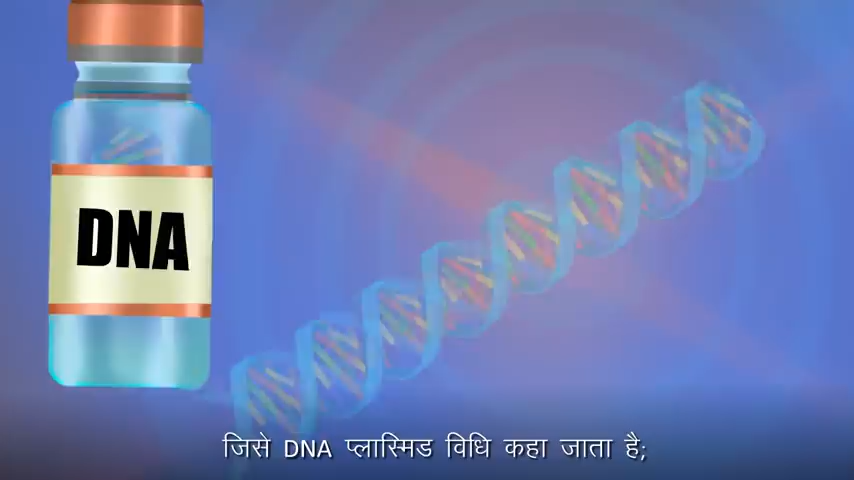 DNA
जिसे DNA प्लास्मिड विधि कहा जाता है;